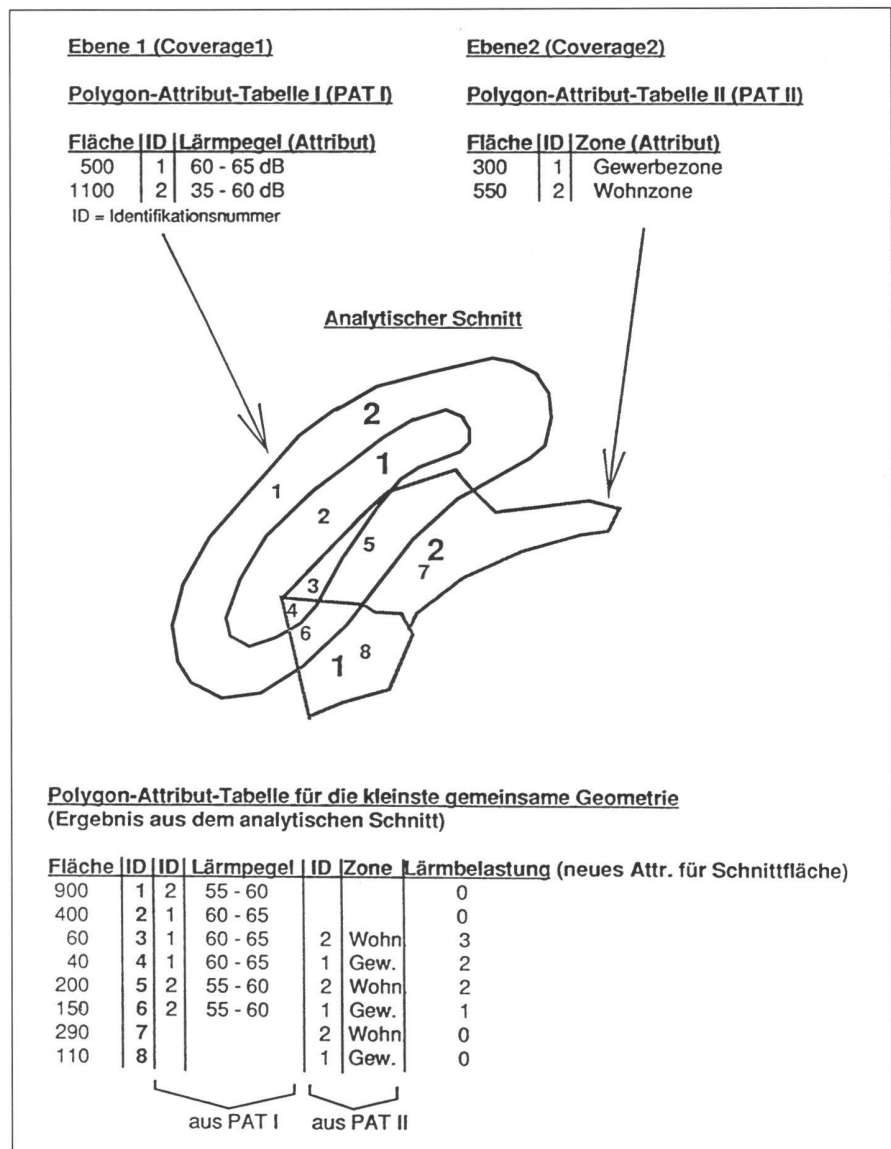 Ebene 1 (Coverage1)
Polygon-Attribut-Tabelle I (PAT I)
Fläche | ID | Lärmpegel (Attribut)
500 | 1 | 60 - 65 dB
1100 | 2 | 35 - 60 dB
ID = Identifikationsnummer
Ebene2 (Coverage2)
Polygon-Attribut-Tabelle II (PAT II)
Fläche | ID | Zone (Attribut)
300 | 1 | Gewerbezone
550 | 2 | Wohnzone
Analytischer Schnitt
2
1
1
2
5
2
7
3
4
6
1
8
Polygon-Attribut-Tabelle für die kleinste gemeinsame Geometrie
(Ergebnis aus dem analytischen Schnitt)
Fläche | ID | ID | Lärmpegel | ID | Zone | Lärmbelastung (neues Attr. für Schnittfläche)
900 | 1 | 2 | 55 - 60 | | | 0
400 | 2 | 1 | 60 - 65 | | | 0
60 | 3 | 1 | 60 - 65 | 2 | Wohn | 3
40 | 4 | 1 | 60 - 65 | 1 | Gew. | 2
200 | 5 | 2 | 55 - 60 | 2 | Wohn | 2
150 | 6 | 2 | 55 - 60 | 1 | Gew. | 1
290 | 7 | | | 2 | Wohn | 0
110 | 8 | | | 1 | Gew. | 0
aus PAT I aus PAT II